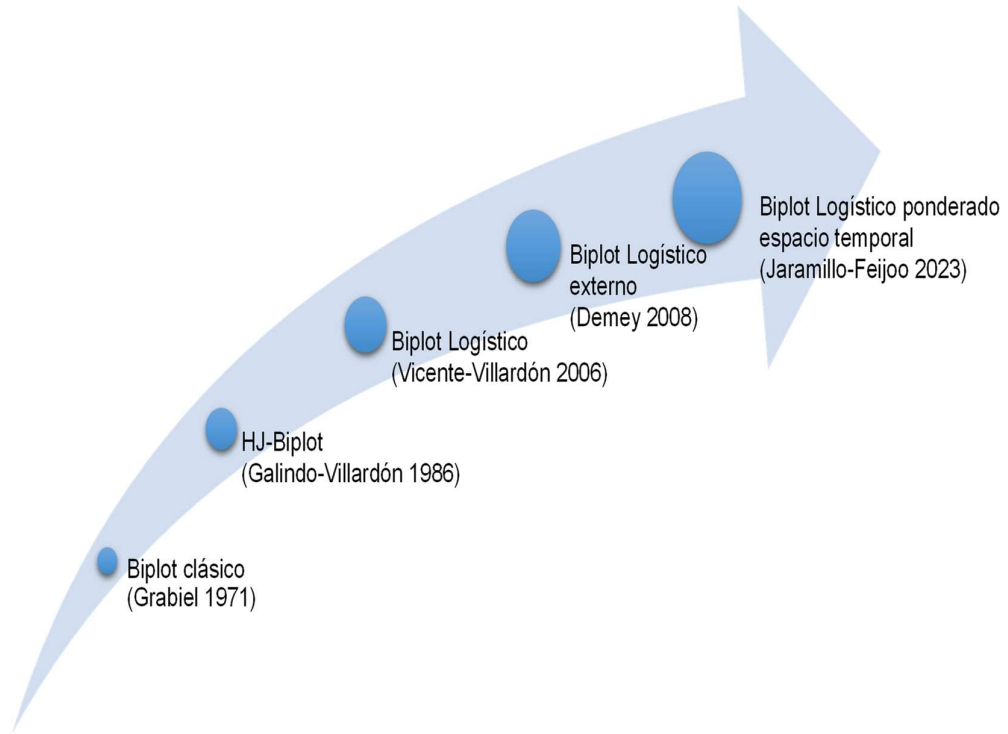 Biplot Logístico ponderado
espacio temporal
(Jaramillo-Feijoo 2023)
Biplot Logístico
externo
(Demey 2008)
Biplot Logístico
(Vicente-Villardón 2006)
HJ-Biplot
(Galindo-Villardón 1986)
Biplot clásico
(Grabiel 1971)